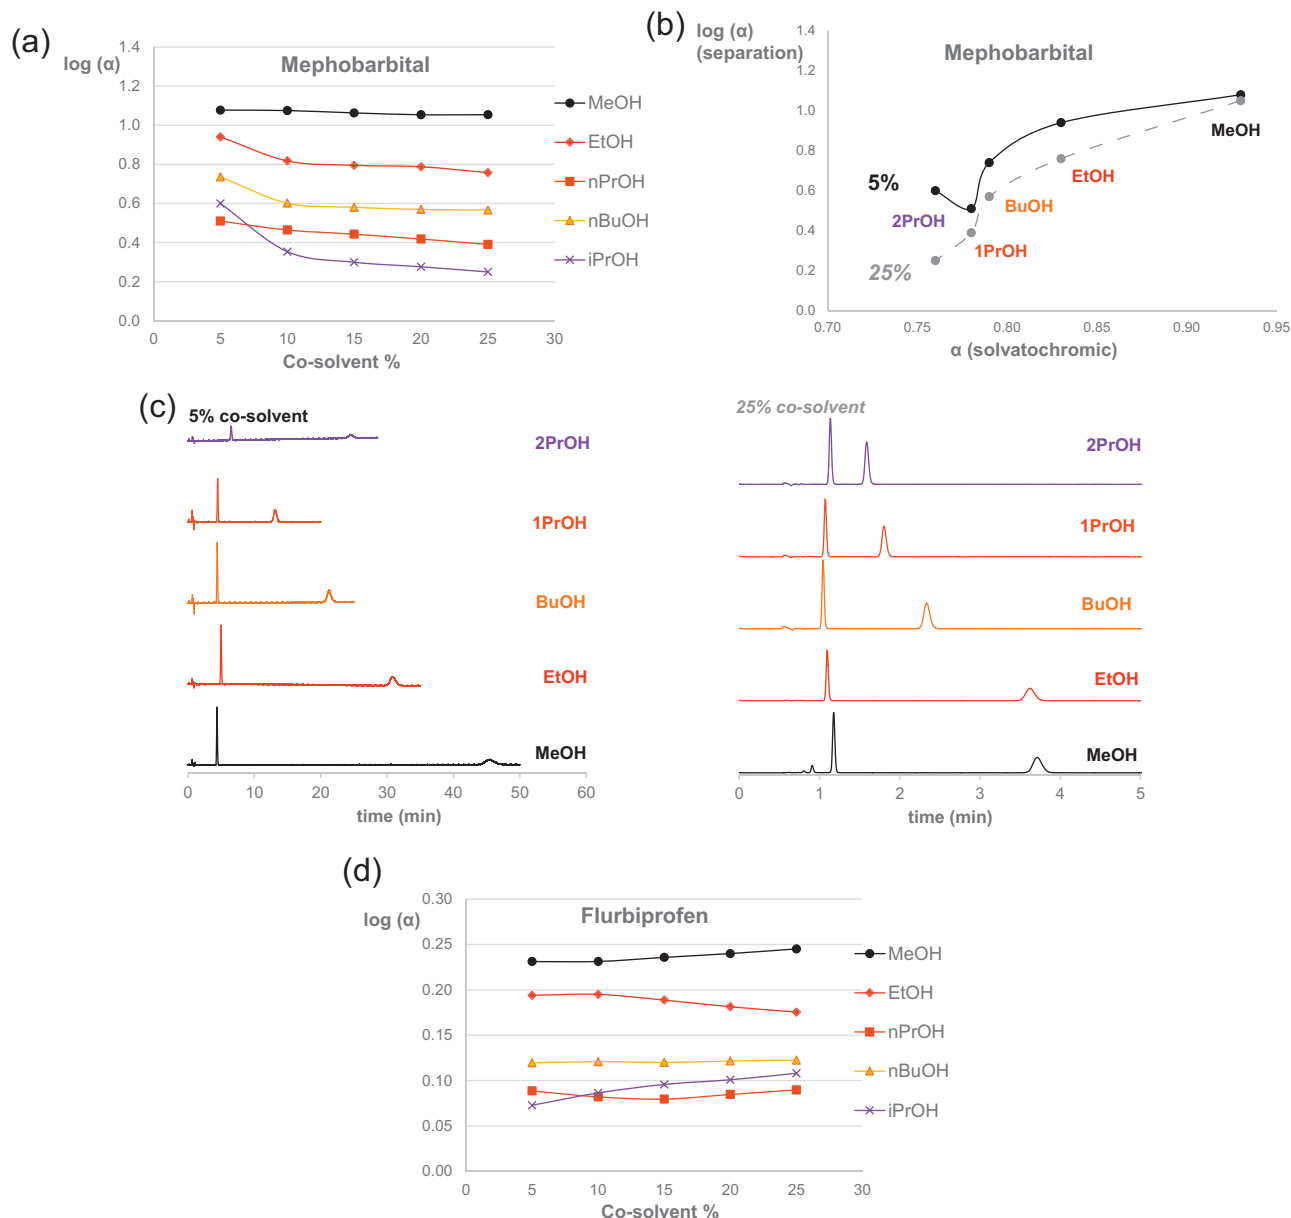 (a)
log (α)
Mephobarbital
1.4
1.2
1.0
0.8
0.6
0.4
0.2
0.0
0 5 10 15 20 25 30
Co-solvent %
MeOH
EtOH
nPrOH
nBuOH
iPrOH
(b)
log (α)
(separation)
Mephobarbital
1.4
1.2
1.0
0.8
0.6
0.4
0.2
0.0
5%
25%
2PrOH
1PrOH
BuOH
EtOH
MeOH
0.70 0.75 0.80 0.85 0.90 0.95
α (solvatochromic)
(c)
5% co-solvent
2PrOH
1PrOH
BuOH
EtOH
MeOH
0 10 20 30 40 50 60
time (min)
25% co-solvent
2PrOH
1PrOH
BuOH
EtOH
MeOH
0 1 2 3 4 5
time (min)
(d)
log (α)
Flurbiprofen
0.30
0.25
0.20
0.15
0.10
0.05
0.00
0 5 10 15 20 25 30
Co-solvent %
MeOH
EtOH
nPrOH
nBuOH
iPrOH